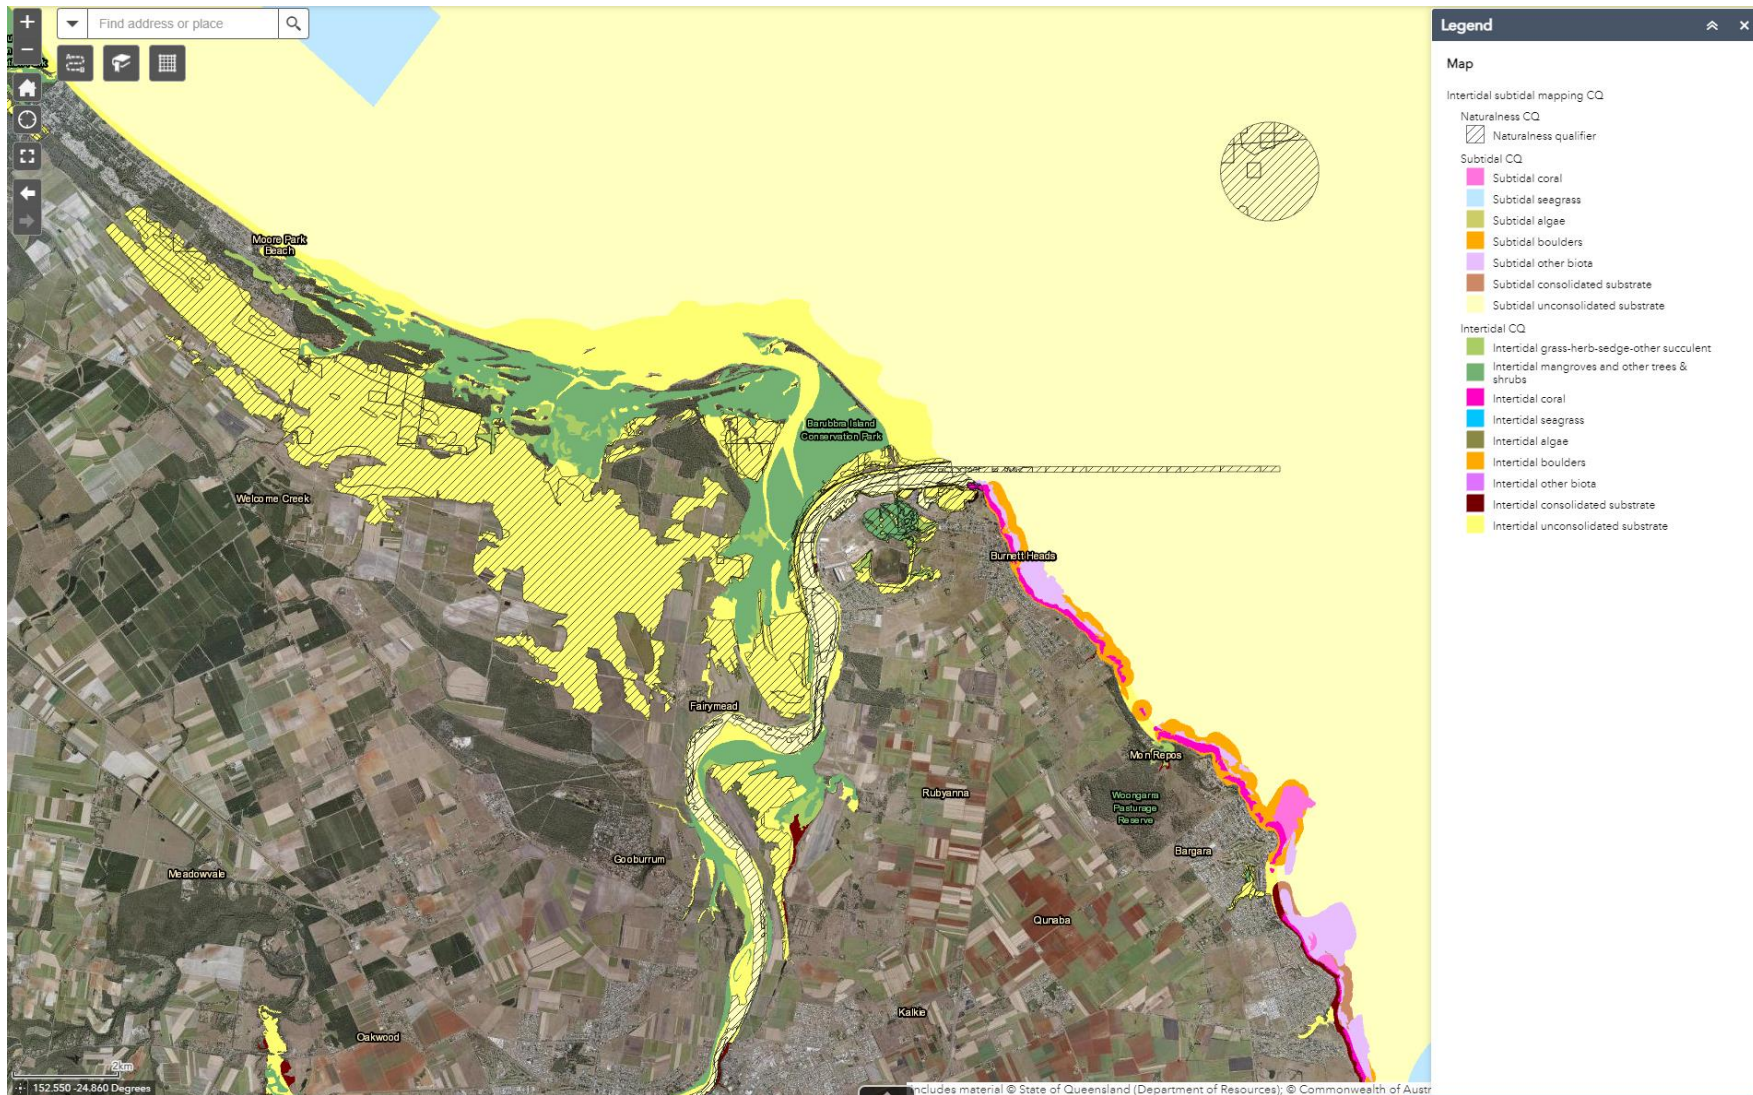 Find address or place
Legend
Map
Intertidal subtidal mapping CQ
Naturalness CQ
Naturalness qualifier
Subtidal CQ
Subtidal coral
Subtidal seagrass
Subtidal algae
Subtidal boulders
Subtidal other biota
Subtidal consolidated substrate
Subtidal unconsolidated substrate
Intertidal CQ
Intertidal grass-herb-sedge-other succulent
Intertidal mangroves and other trees &
shrubs
Intertidal coral
Intertidal seagrass
Intertidal algae
Intertidal boulders
Intertidal other biota
Intertidal consolidated substrate
Intertidal unconsolidated substrate
Moore Park
Beach
Barubbra Island
Conservation Park
Welcome Creek
Burnett Heads
Fairymead
Mon Repos
Rubyanna
Woongarra
Pasturage
Reserve
Bargara
Gooburrum
Meadowvale
Qunaba
Kalkie
Oakwood
2km
152.550 -24.860 Degrees
includes material © State of Queensland (Department of Resources); © Commonwealth of Austr